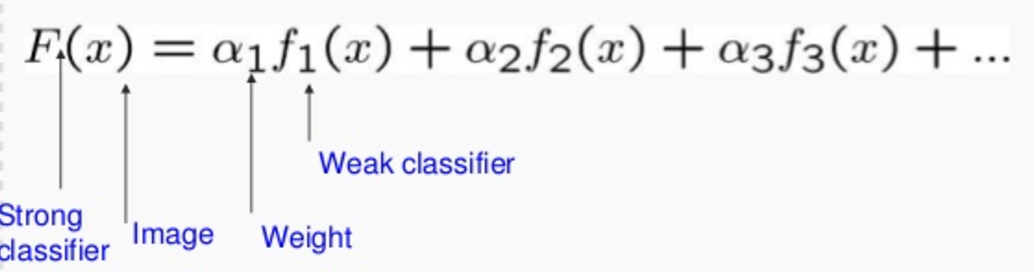 F(x) = α₁f₁(x) + α₂f₂(x) + α₃f₃(x) + ...
Weak classifier
Strong
classifier
Image
Weight